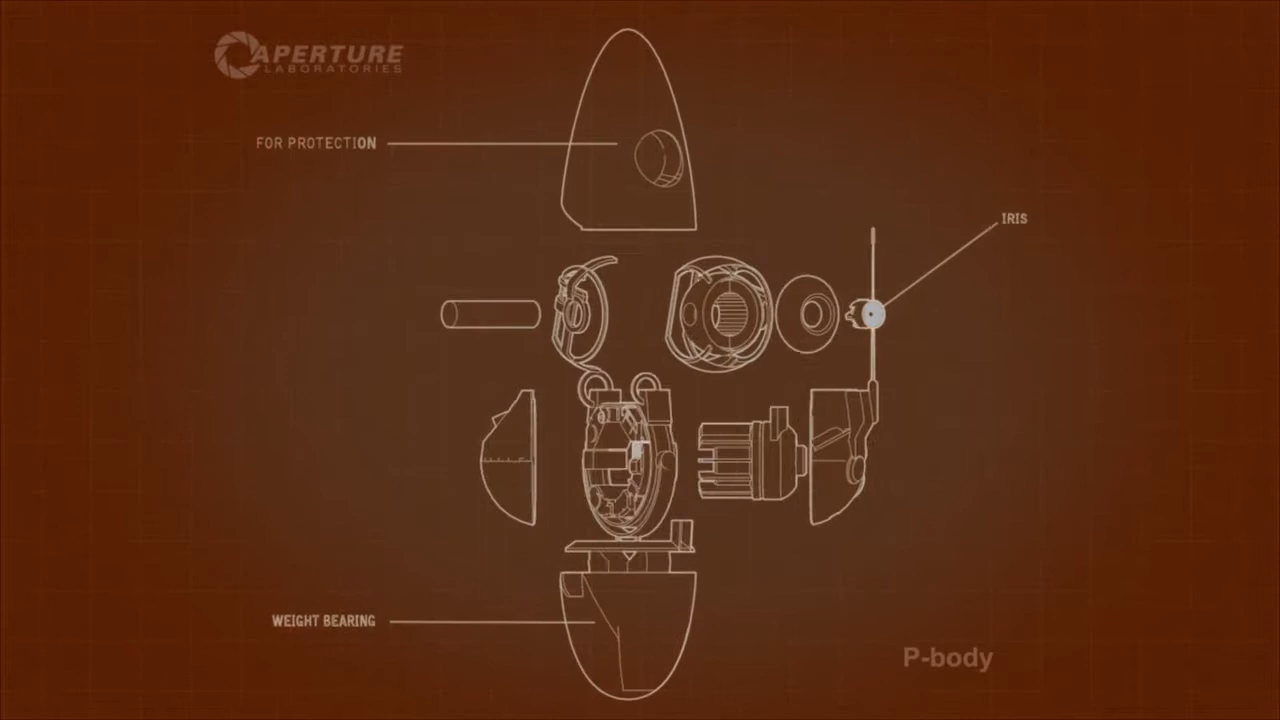 APERTURE
LABORATORIES
FOR PROTECTION
IRIS
WEIGHT BEARING
P-body